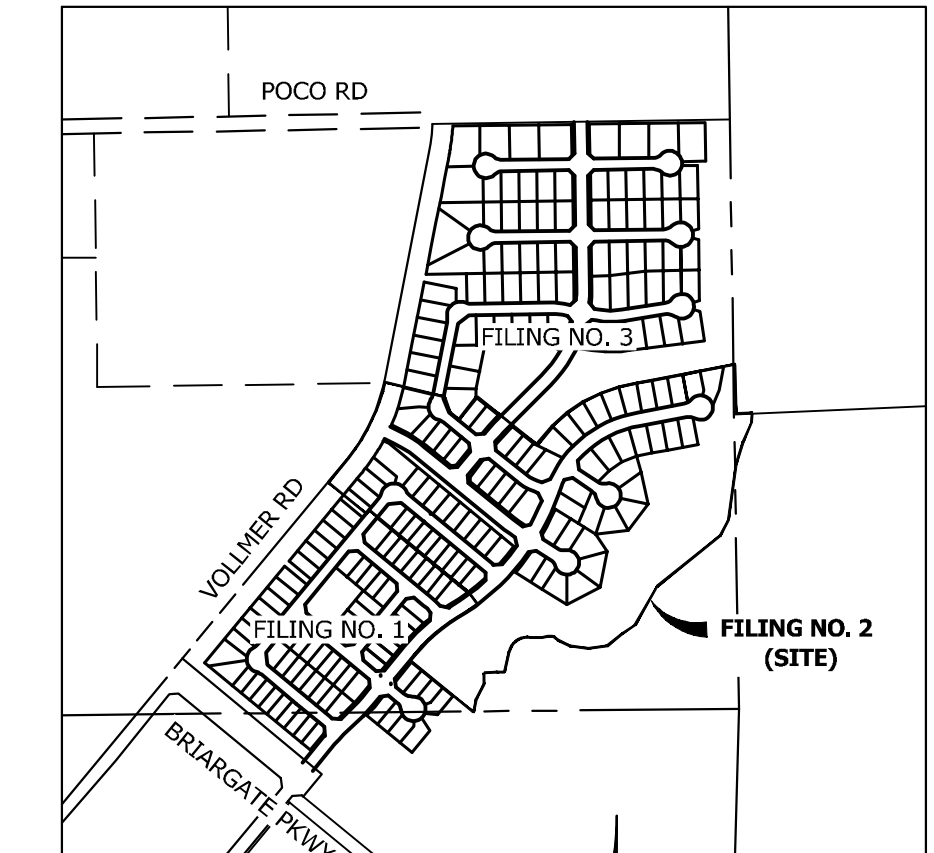 POCO RD
FILING NO. 3
VOLLMER RD
FILING NO. 1
FILING NO. 2
(SITE)
BRIARGATE PKWY